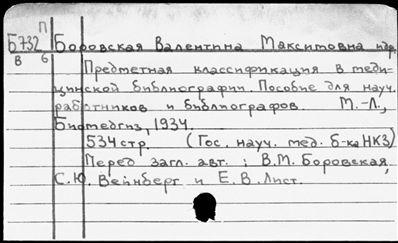 П
Б732 Боровская Валентина Максимовна идр.
В 6
Предметная классификация в меди-
цинской библиографии. Пособие для науч.
работников и библиографов. М.-Л.,
Биомедгиз, 1934.
534 стр. (Гос. науч. мед. б-ка НКЗ)
Перед загл. авт.: В.М. Боровская,
С.Ю. Вейнберг и Е.В. Лист.